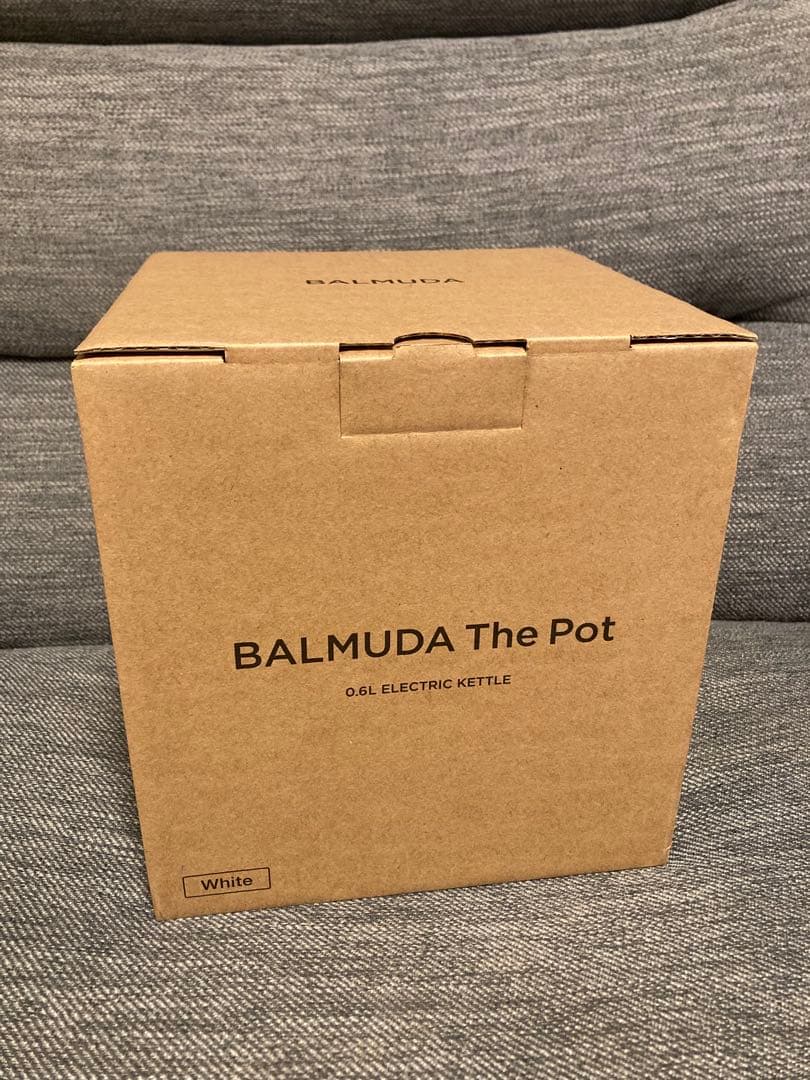 BALMUDA
BALMUDA The Pot
0.6L ELECTRIC KETTLE
White